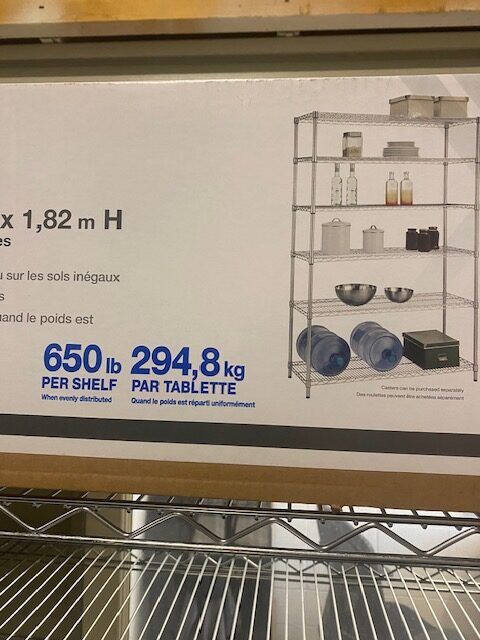 x 1,82 m H
es
sur les sols inégaux
s
and le poids est
650 lb 294,8 kg
PER SHELF PAR TABLETTE
When evenly distributed Quand le poids est réparti uniformément
Casters can be purchased separately
Des roulettes peuvent être achetées séparément